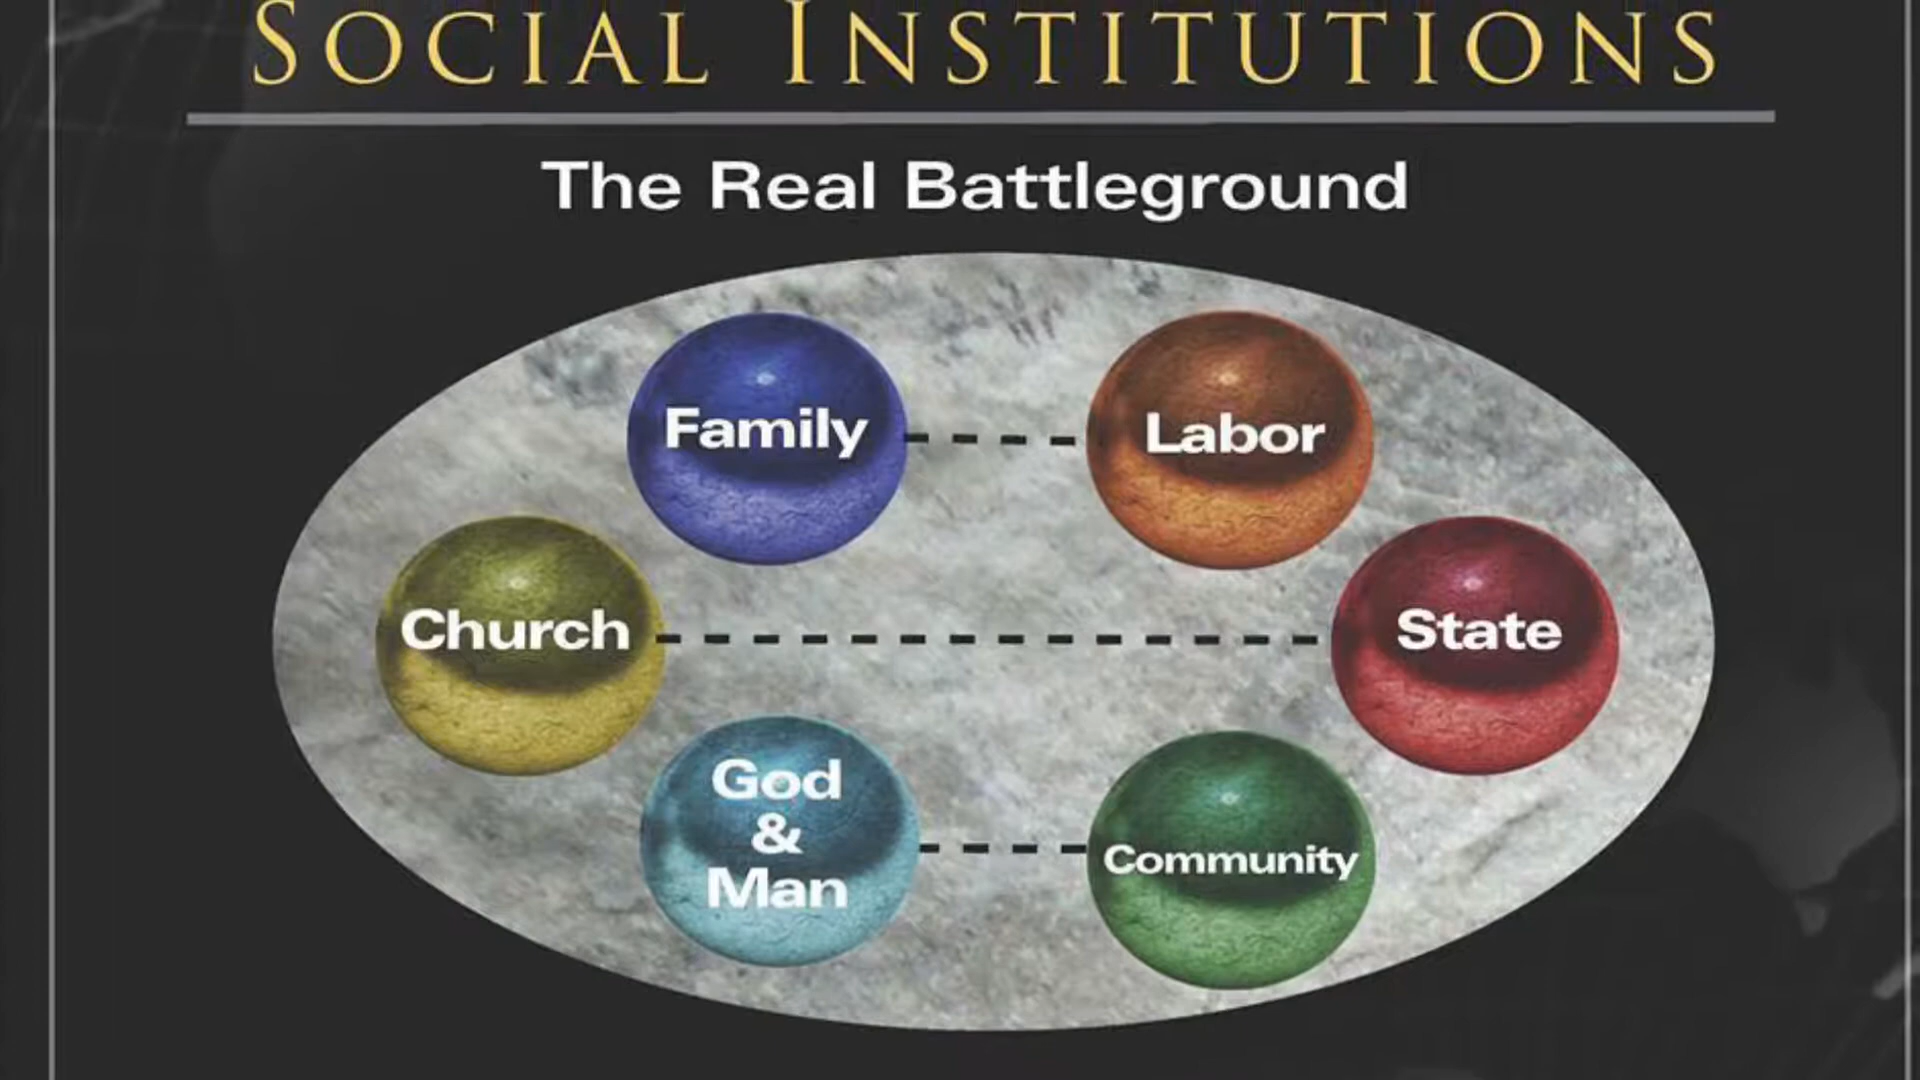 SOCIAL INSTITUTIONS
The Real Battleground
Family
Labor
Church
State
God
&
Man
Community